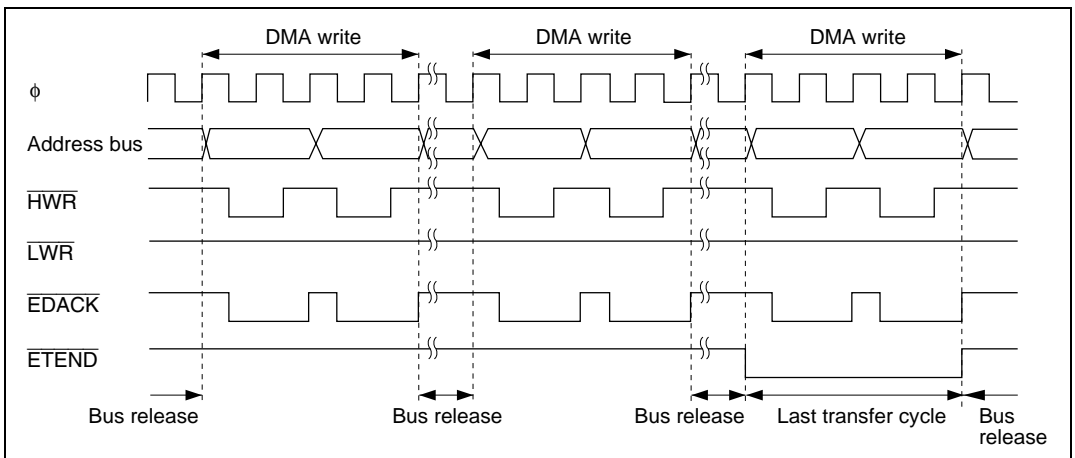 DMA write DMA write DMA write
ϕ
Address bus
HWR
LWR
EDACK
ETEND
Bus release Bus release Bus release Last transfer cycle Bus
release